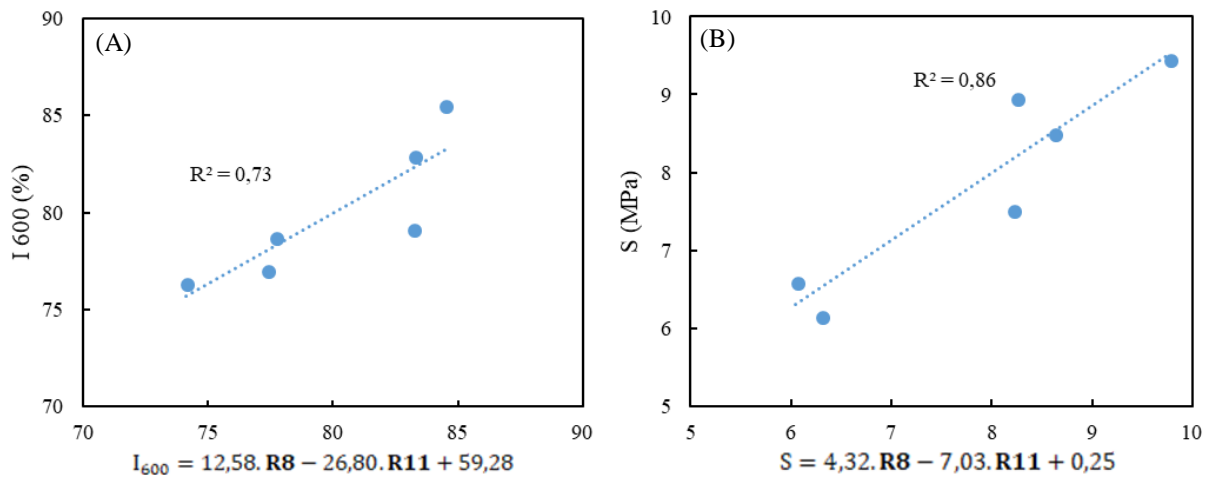 (A)
I 600 (%)
90
85
80
75
70
R² = 0,73
70 75 80 85 90
I₆₀₀ = 12,58. R8 − 26,80. R11 + 59,28
(B)
S (MPa)
10
9
8
7
6
5
R² = 0,86
5 6 7 8 9 10
S = 4,32. R8 − 7,03. R11 + 0,25